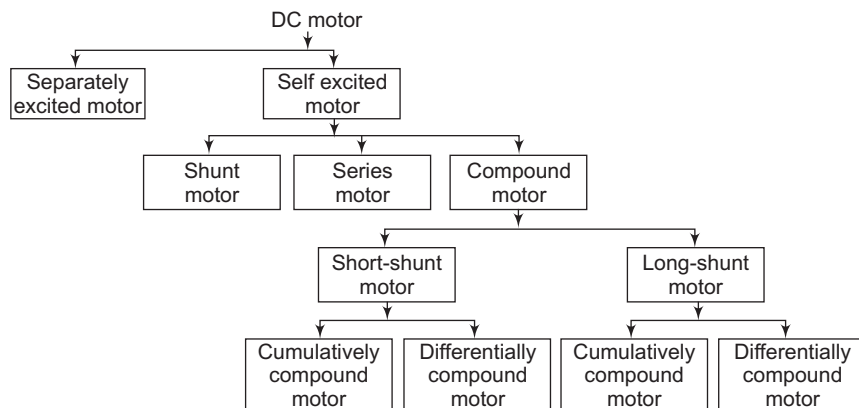 DC motor
Separately
excited motor
Self excited
motor
Shunt
motor
Series
motor
Compound
motor
Short-shunt
motor
Long-shunt
motor
Cumulatively
compound
motor
Differentially
compound
motor
Cumulatively
compound
motor
Differentially
compound
motor